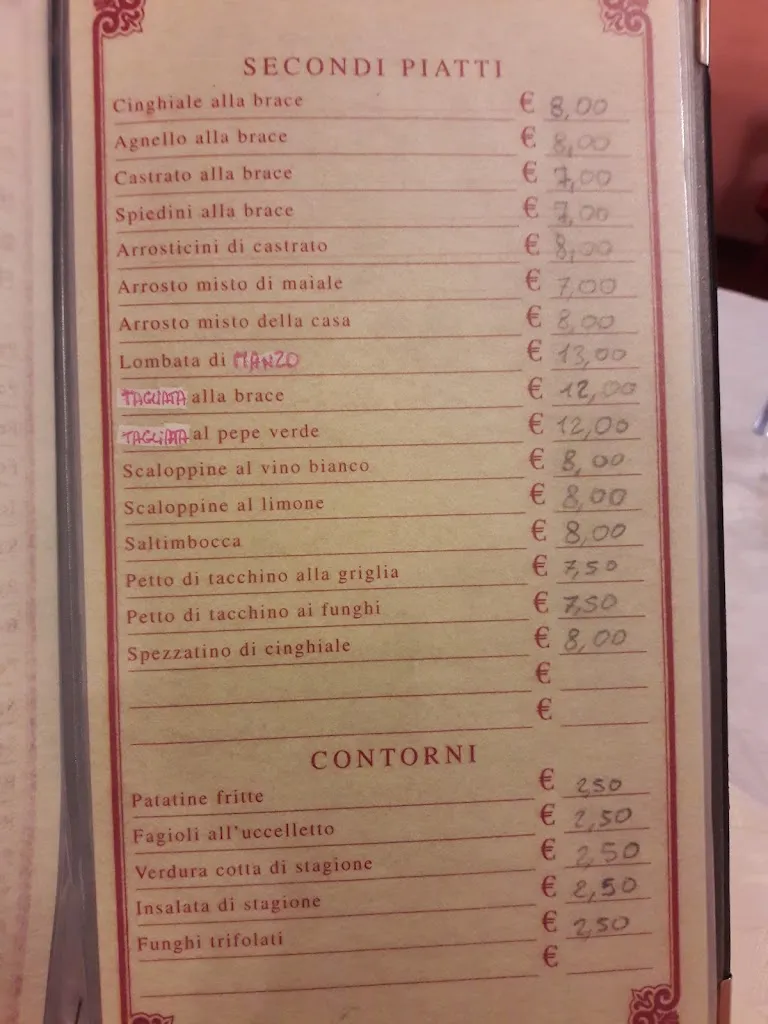 SECONDI PIATTI
Cinghiale alla brace € 8,00
Agnello alla brace € 8,00
Castrato alla brace € 7,00
Spiedini alla brace € 7,00
Arrosticini di castrato € 8,00
Arrosto misto di maiale € 7,00
Arrosto misto della casa € 8,00
Lombata di MANZO € 13,00
TAGLIATA alla brace € 12,00
TAGLIATA al pepe verde € 12,00
Scaloppine al vino bianco € 8,00
Scaloppine al limone € 8,00
Saltimbocca € 8,00
Petto di tacchino alla griglia € 7,50
Petto di tacchino ai funghi € 7,50
Spezzatino di cinghiale € 8,00
€
€
CONTORNI
Patatine fritte € 2,50
Fagioli all'uccelletto € 2,50
Verdura cotta di stagione € 2,50
Insalata di stagione € 2,50
Funghi trifolati € 2,50
€